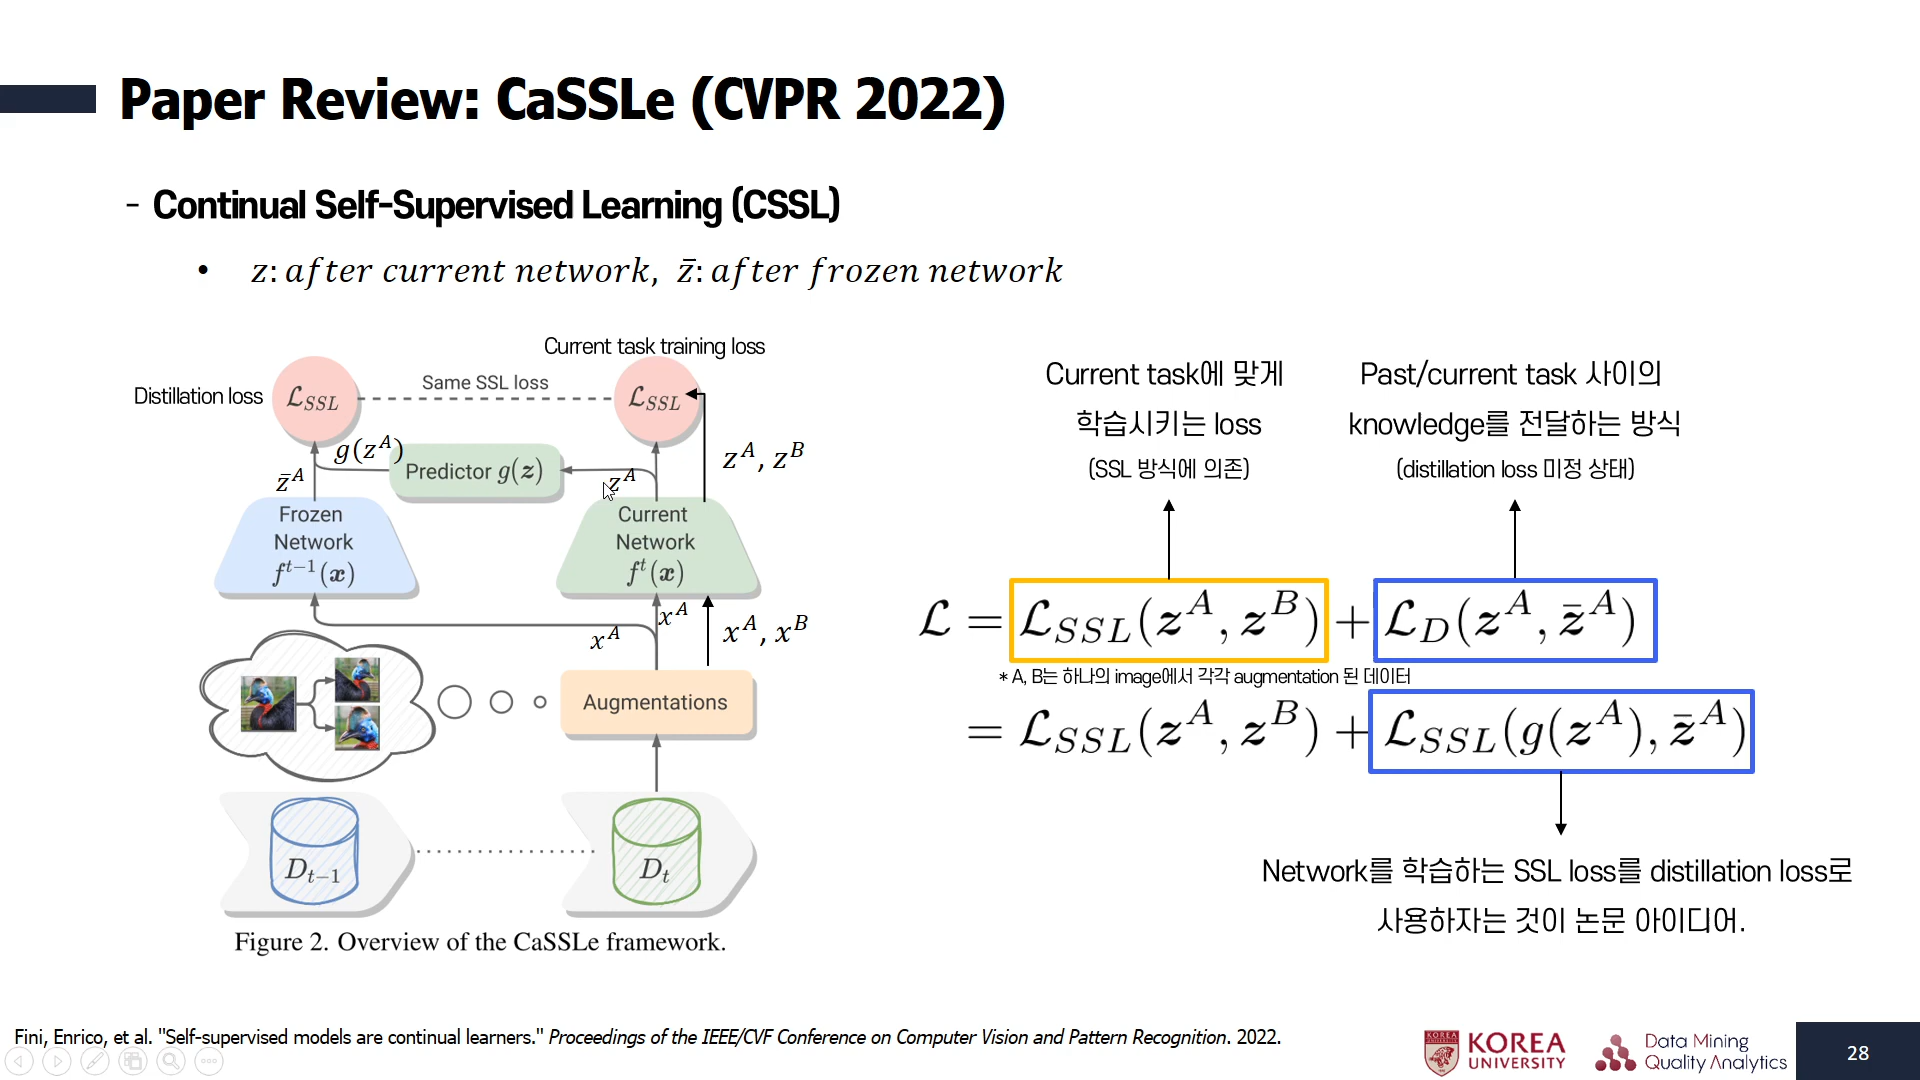 Paper Review: CaSSLe (CVPR 2022)
- Continual Self-Supervised Learning (CSSL)
• z: after current network, z̄: after frozen network
Current task training loss
Distillation loss
ℒ_SSL
Same SSL loss
ℒ_SSL
g(z^A)
Predictor g(z)
z^A
z̄^A
z^A, z^B
Frozen
Network
f^{t−1}(x)
Current
Network
f^t(x)
x^A
x^A
x^A, x^B
Augmentations
D_{t−1}
D_t
Figure 2. Overview of the CaSSLe framework.
Current task에 맞게
학습시키는 loss
(SSL 방식에 의존)
Past/current task 사이의
knowledge를 전달하는 방식
(distillation loss 미정 상태)
ℒ = ℒ_SSL(z^A, z^B) + ℒ_D(z^A, z̄^A)
* A, B는 하나의 image에서 각각 augmentation 된 데이터
= ℒ_SSL(z^A, z^B) + ℒ_SSL(g(z^A), z̄^A)
Network를 학습하는 SSL loss를 distillation loss로
사용하자는 것이 논문 아이디어.
Fini, Enrico, et al. "Self-supervised models are continual learners." Proceedings of the IEEE/CVF Conference on Computer Vision and Pattern Recognition. 2022.
KOREA
UNIVERSITY
Data Mining
Quality Analytics
28